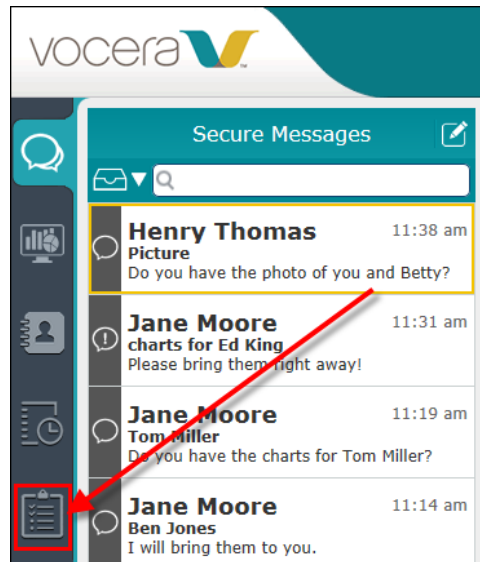 vocera
Secure Messages
Henry Thomas 11:38 am
Picture
Do you have the photo of you and Betty?
Jane Moore 11:31 am
charts for Ed King
Please bring them right away!
Jane Moore 11:19 am
Tom Miller
Do you have the charts for Tom Miller?
Jane Moore 11:14 am
Ben Jones
I will bring them to you.